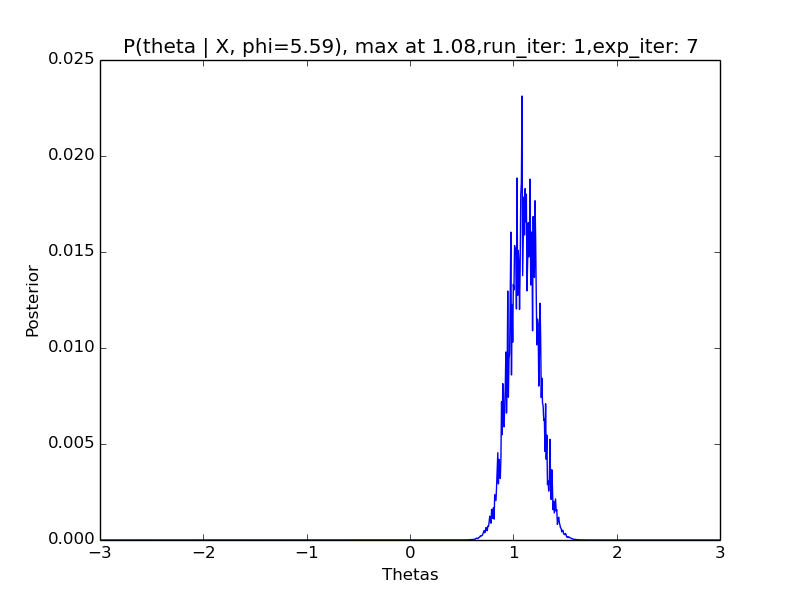 P(theta | X, phi=5.59), max at 1.08,run_iter: 1,exp_iter: 7
0.025
0.020
0.015
0.010
0.005
0.000
Posterior
−3 −2 −1 0 1 2 3
Thetas